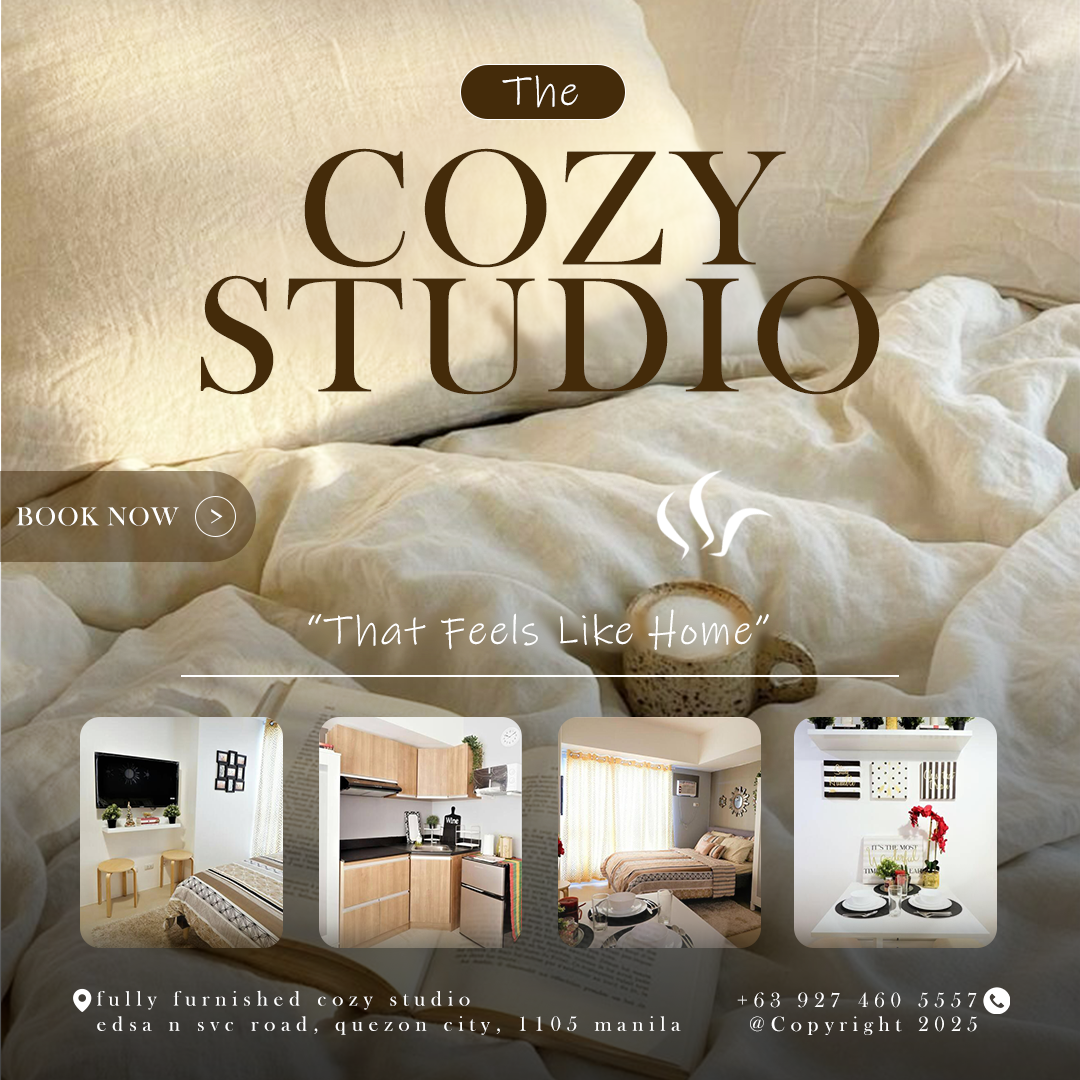 The
COZY
STUDIO
BOOK NOW >
“That Feels Like Home”
Wine
IT'S THE MOST
fully furnished cozy studio
edsa n svc road, quezon city, 1105 manila
+63 927 460 5557
@Copyright 2025